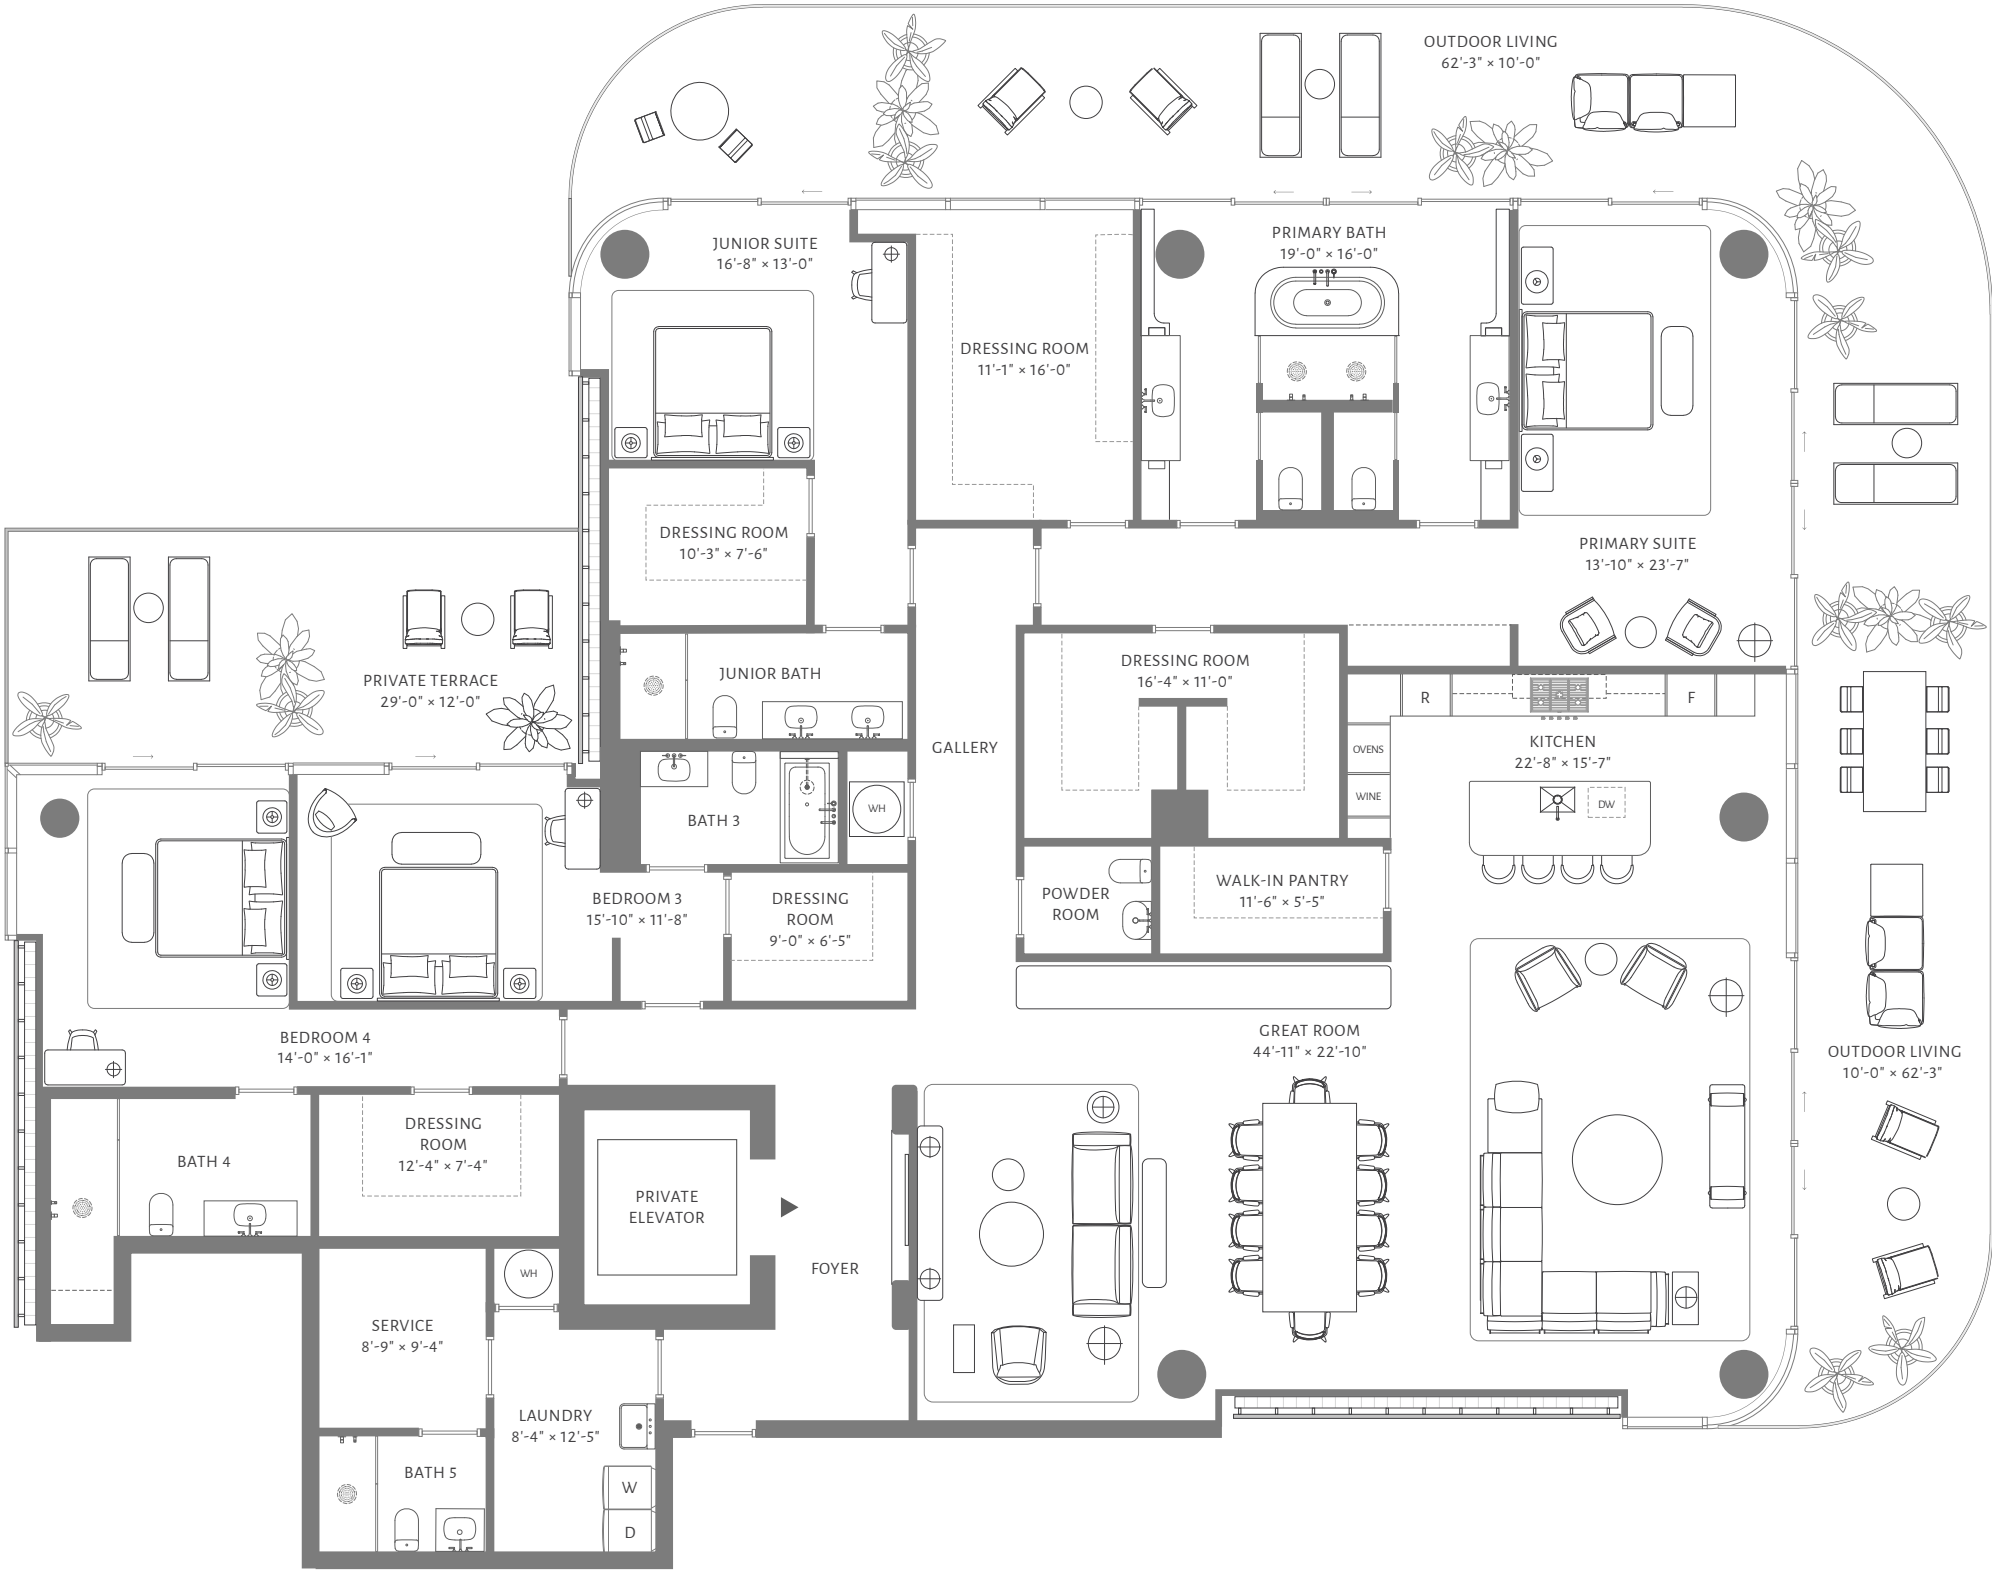 OUTDOOR LIVING
62'-3" × 10'-0"
JUNIOR SUITE
16'-8" × 13'-0"
PRIMARY BATH
19'-0" × 16'-0"
DRESSING ROOM
11'-1" × 16'-0"
DRESSING ROOM
10'-3" × 7'-6"
PRIMARY SUITE
13'-10" × 23'-7"
PRIVATE TERRACE
29'-0" × 12'-0"
JUNIOR BATH
DRESSING ROOM
16'-4" × 11'-0"
R
F
GALLERY
KITCHEN
22'-8" × 15'-7"
OVENS
WINE
DW
BATH 3
WH
BEDROOM 3
15'-10" × 11'-8"
DRESSING
ROOM
9'-0" × 6'-5"
POWDER
ROOM
WALK-IN PANTRY
11'-6" × 5'-5"
BEDROOM 4
14'-0" × 16'-1"
GREAT ROOM
44'-11" × 22'-10"
OUTDOOR LIVING
10'-0" × 62'-3"
BATH 4
DRESSING
ROOM
12'-4" × 7'-4"
PRIVATE
ELEVATOR
FOYER
WH
SERVICE
8'-9" × 9'-4"
LAUNDRY
8'-4" × 12'-5"
BATH 5
W
D